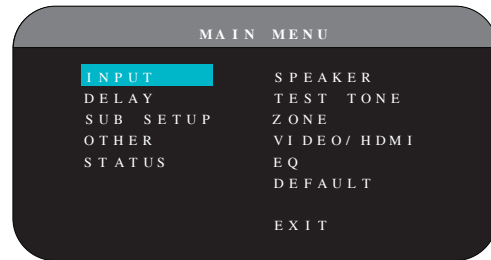 MAIN MENU
INPUT
DELAY
SUB SETUP
OTHER
STATUS
SPEAKER
TEST TONE
ZONE
VIDEO/HDMI
EQ
DEFAULT
EXIT